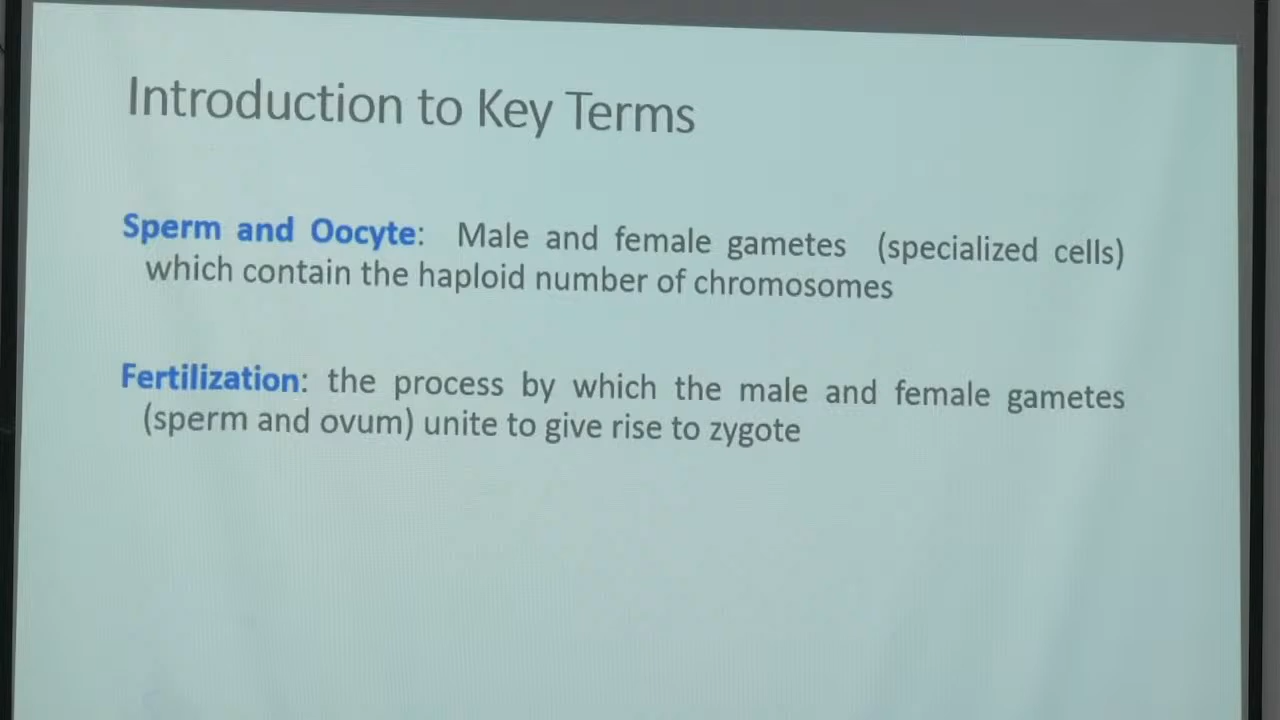 Introduction to Key Terms
Sperm and Oocyte: Male and female gametes (specialized cells)
which contain the haploid number of chromosomes
Fertilization: the process by which the male and female gametes
(sperm and ovum) unite to give rise to zygote